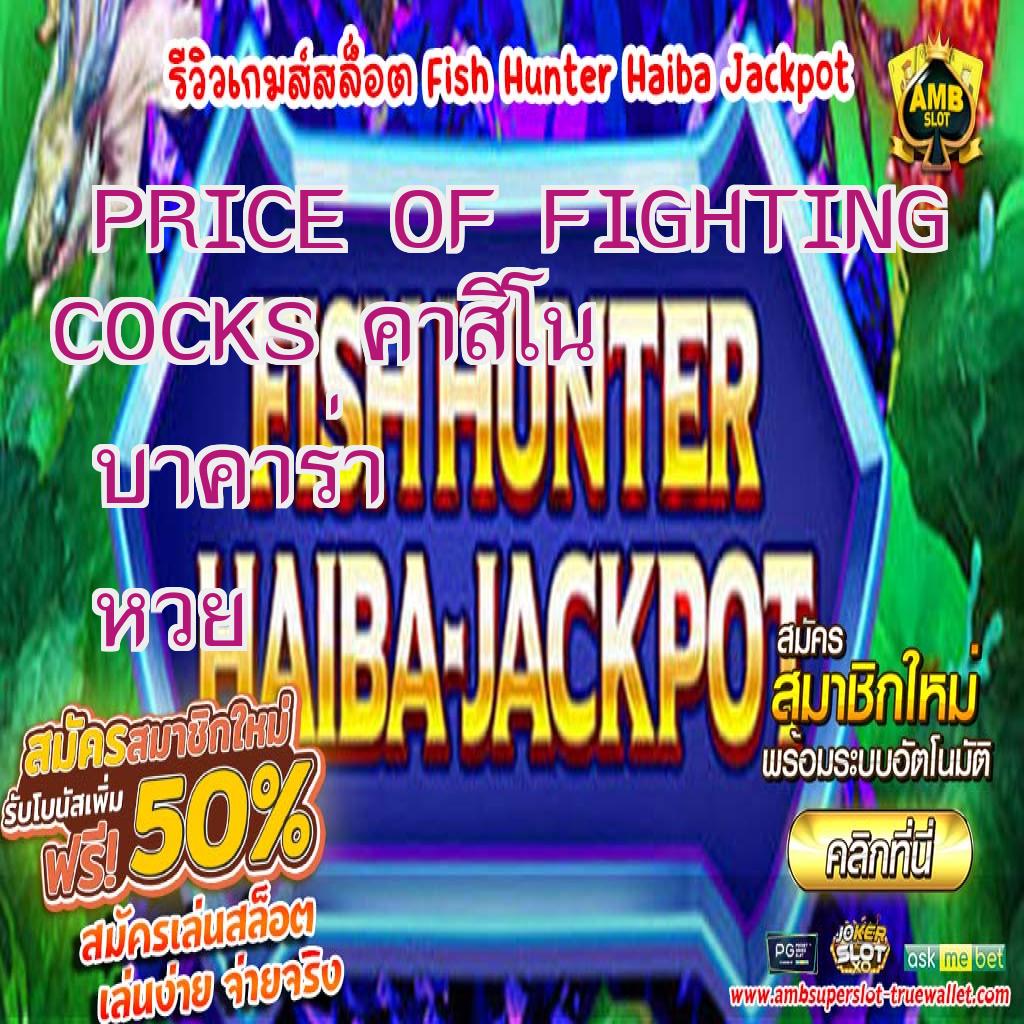 รีวิวเกมส์สล็อต Fish Hunter Haiba Jackpot
AMB
SLOT
PRICE OF FIGHTING
COCKS คาสิโน
บาคาร่า
หวย
FISH HUNTER
HAIBA-JACKPOT
สมัคร
สมาชิกใหม่
พร้อมระบบอัตโนมัติ
คลิกที่นี่
สมัครสมาชิกใหม่
รับโบนัสเพิ่ม
ฟรี! 50%
สมัครเล่นสล็อต
เล่นง่าย จ่ายจริง
PG
JOKER
SLOT
XO
ask me bet
www.ambsuperslot-truewallet.com